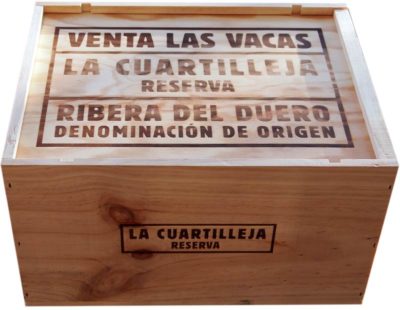 VENTA LAS VACAS
LA CUARTILLEJA
RESERVA
RIBERA DEL DUERO
DENOMINACIÓN DE ORIGEN
LA CUARTILLEJA
RESERVA